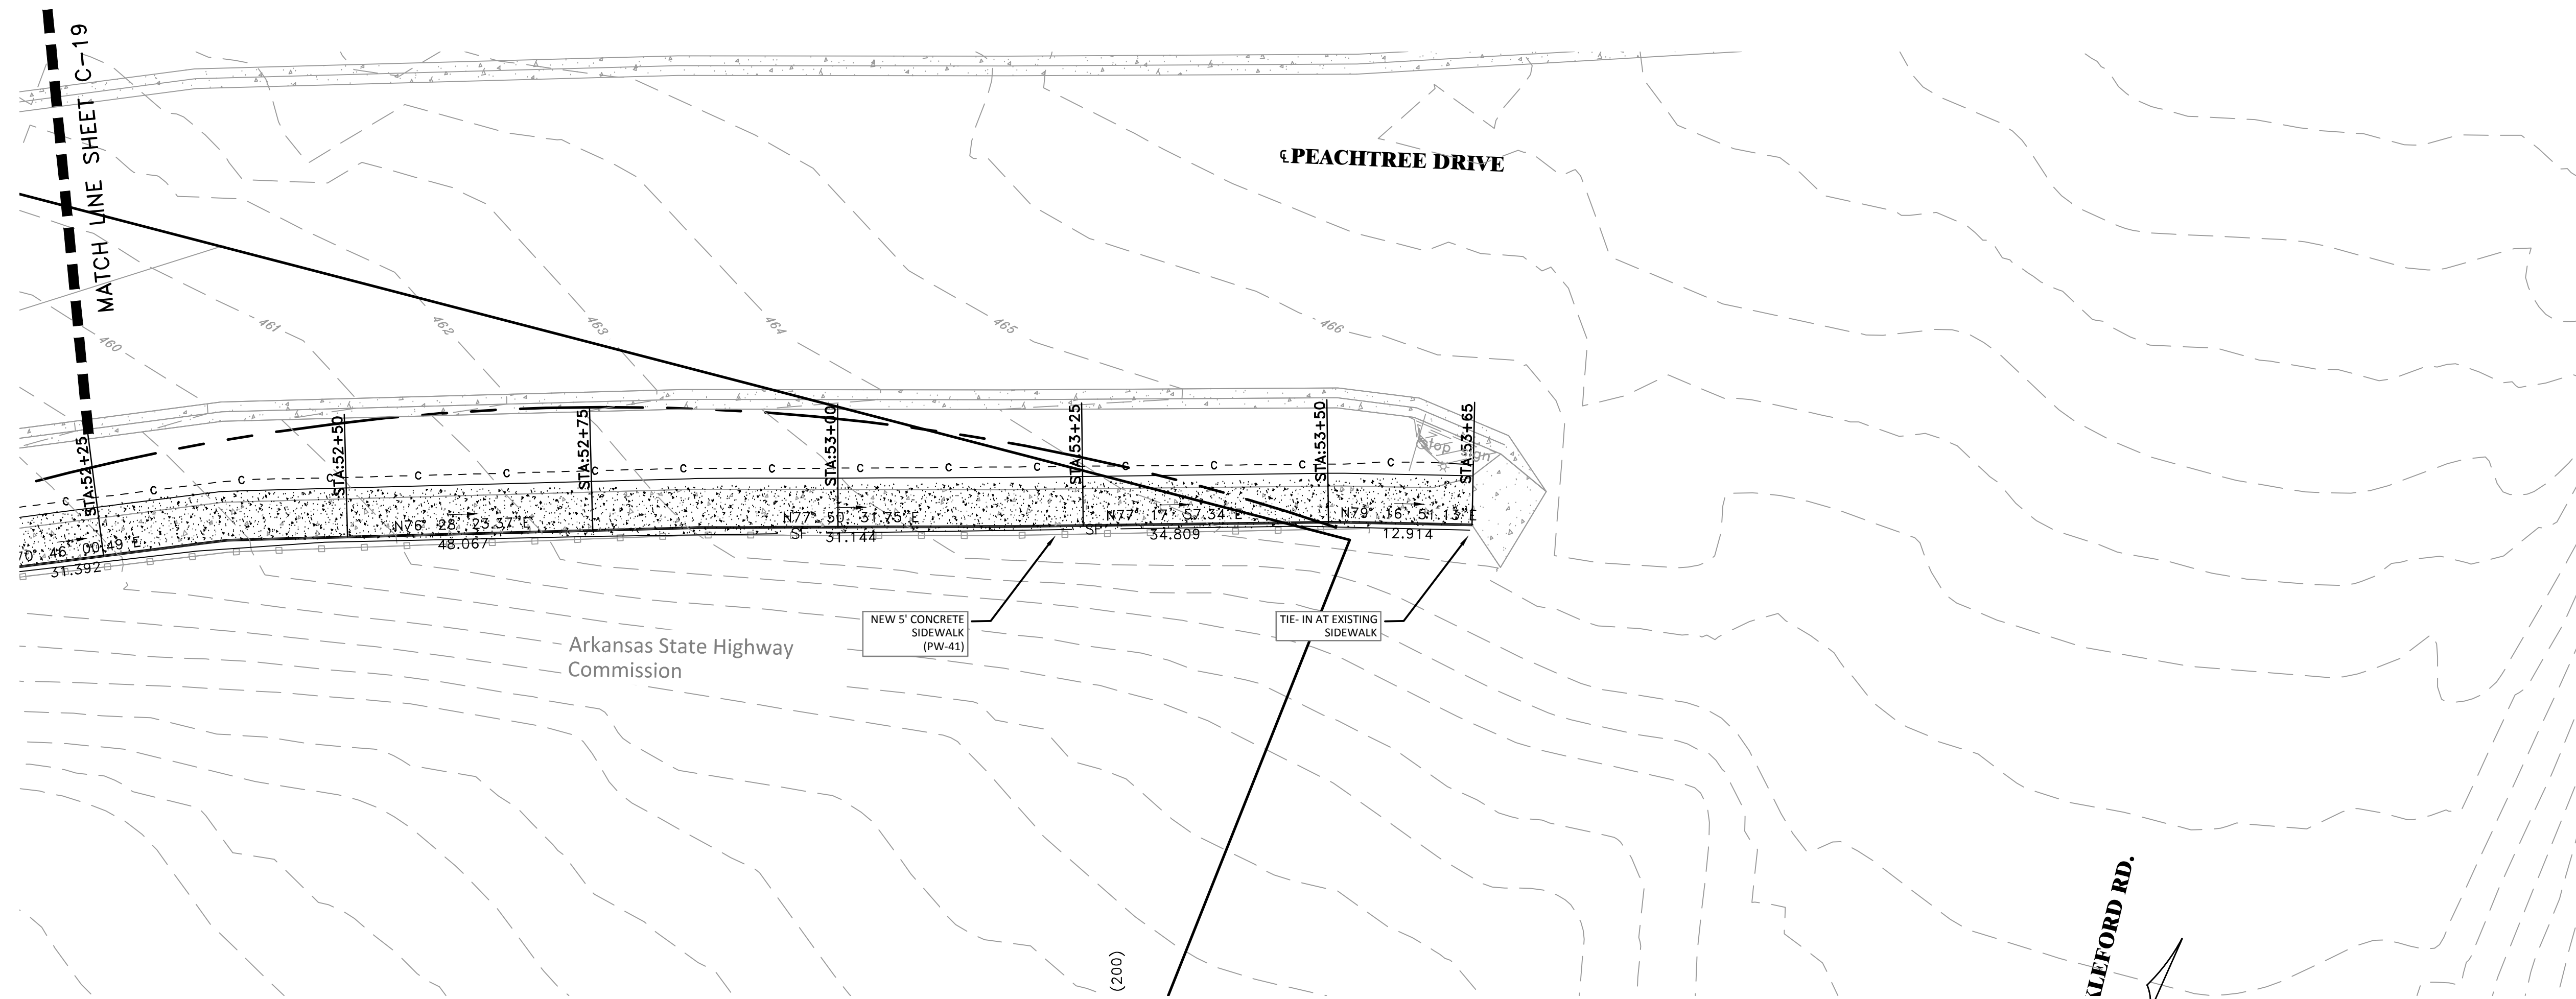 MATCH LINE SHEET C-19
℄ PEACHTREE DRIVE
460
461
462
463
464
465
466
STA:52+25
STA:52+50
STA:52+75
STA:53+00
STA:53+25
STA:53+50
STA:53+65
Stop Sign
C C C C C C C C C C C C C C C C
46' 00.49"E
31.392
N76° 28' 23.37"E
48.067
N77° 50' 31.75"E
31.144
N77° 17' 57.34"E
34.809
N79° 16' 51.13"E
12.914
SF
SF
NEW 5' CONCRETE
SIDEWALK
(PW-41)
TIE- IN AT EXISTING
SIDEWALK
Arkansas State Highway
Commission
(200)
KLEFORD RD.